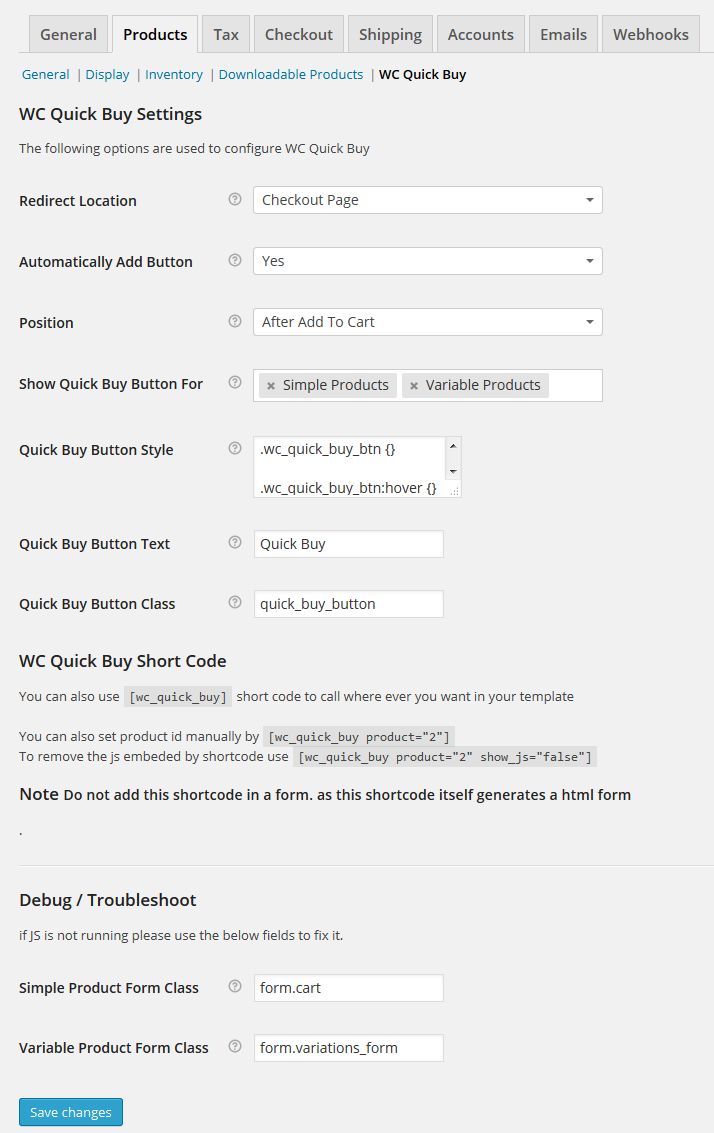 General Products Tax Checkout Shipping Accounts Emails Webhooks
General | Display | Inventory | Downloadable Products | WC Quick Buy
WC Quick Buy Settings
The following options are used to configure WC Quick Buy
Redirect Location ? Checkout Page
Automatically Add Button ? Yes
Position ? After Add To Cart
Show Quick Buy Button For ? × Simple Products × Variable Products
Quick Buy Button Style ? .wc_quick_buy_btn {}
.wc_quick_buy_btn:hover {}
Quick Buy Button Text ? Quick Buy
Quick Buy Button Class ? quick_buy_button
WC Quick Buy Short Code
You can also use [wc_quick_buy] short code to call where ever you want in your template
You can also set product id manually by [wc_quick_buy product="2"]
To remove the js embeded by shortcode use [wc_quick_buy product="2" show_js="false"]
Note Do not add this shortcode in a form. as this shortcode itself generates a html form
.
Debug / Troubleshoot
if JS is not running please use the below fields to fix it.
Simple Product Form Class ? form.cart
Variable Product Form Class ? form.variations_form
Save changes